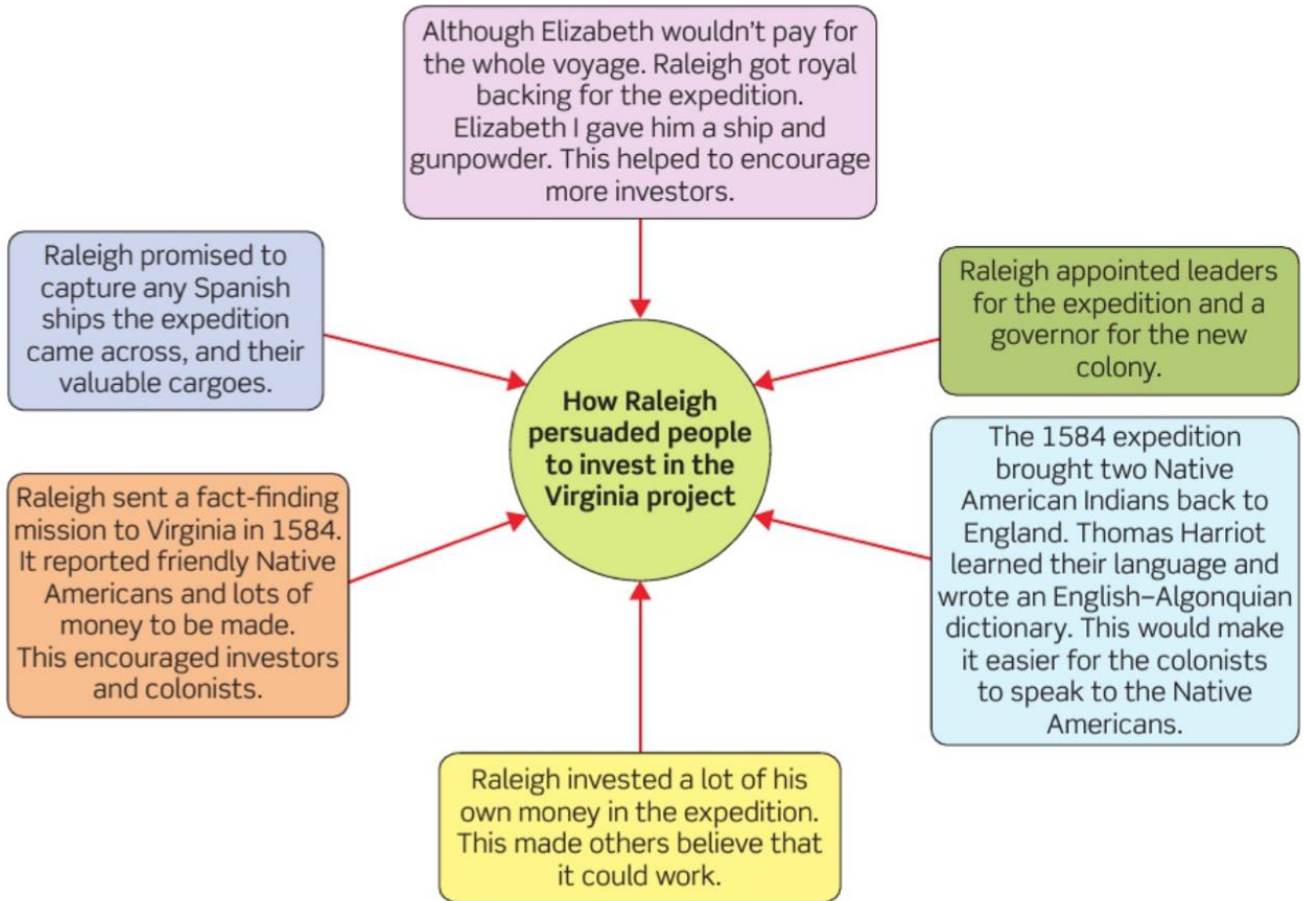 Although Elizabeth wouldn't pay for
the whole voyage. Raleigh got royal
backing for the expedition.
Elizabeth I gave him a ship and
gunpowder. This helped to encourage
more investors.
Raleigh promised to
capture any Spanish
ships the expedition
came across, and their
valuable cargoes.
Raleigh appointed leaders
for the expedition and a
governor for the new
colony.
How Raleigh
persuaded people
to invest in the
Virginia project
Raleigh sent a fact-finding
mission to Virginia in 1584.
It reported friendly Native
Americans and lots of
money to be made.
This encouraged investors
and colonists.
The 1584 expedition
brought two Native
American Indians back to
England. Thomas Harriot
learned their language and
wrote an English–Algonquian
dictionary. This would make
it easier for the colonists
to speak to the Native
Americans.
Raleigh invested a lot of his
own money in the expedition.
This made others believe that
it could work.